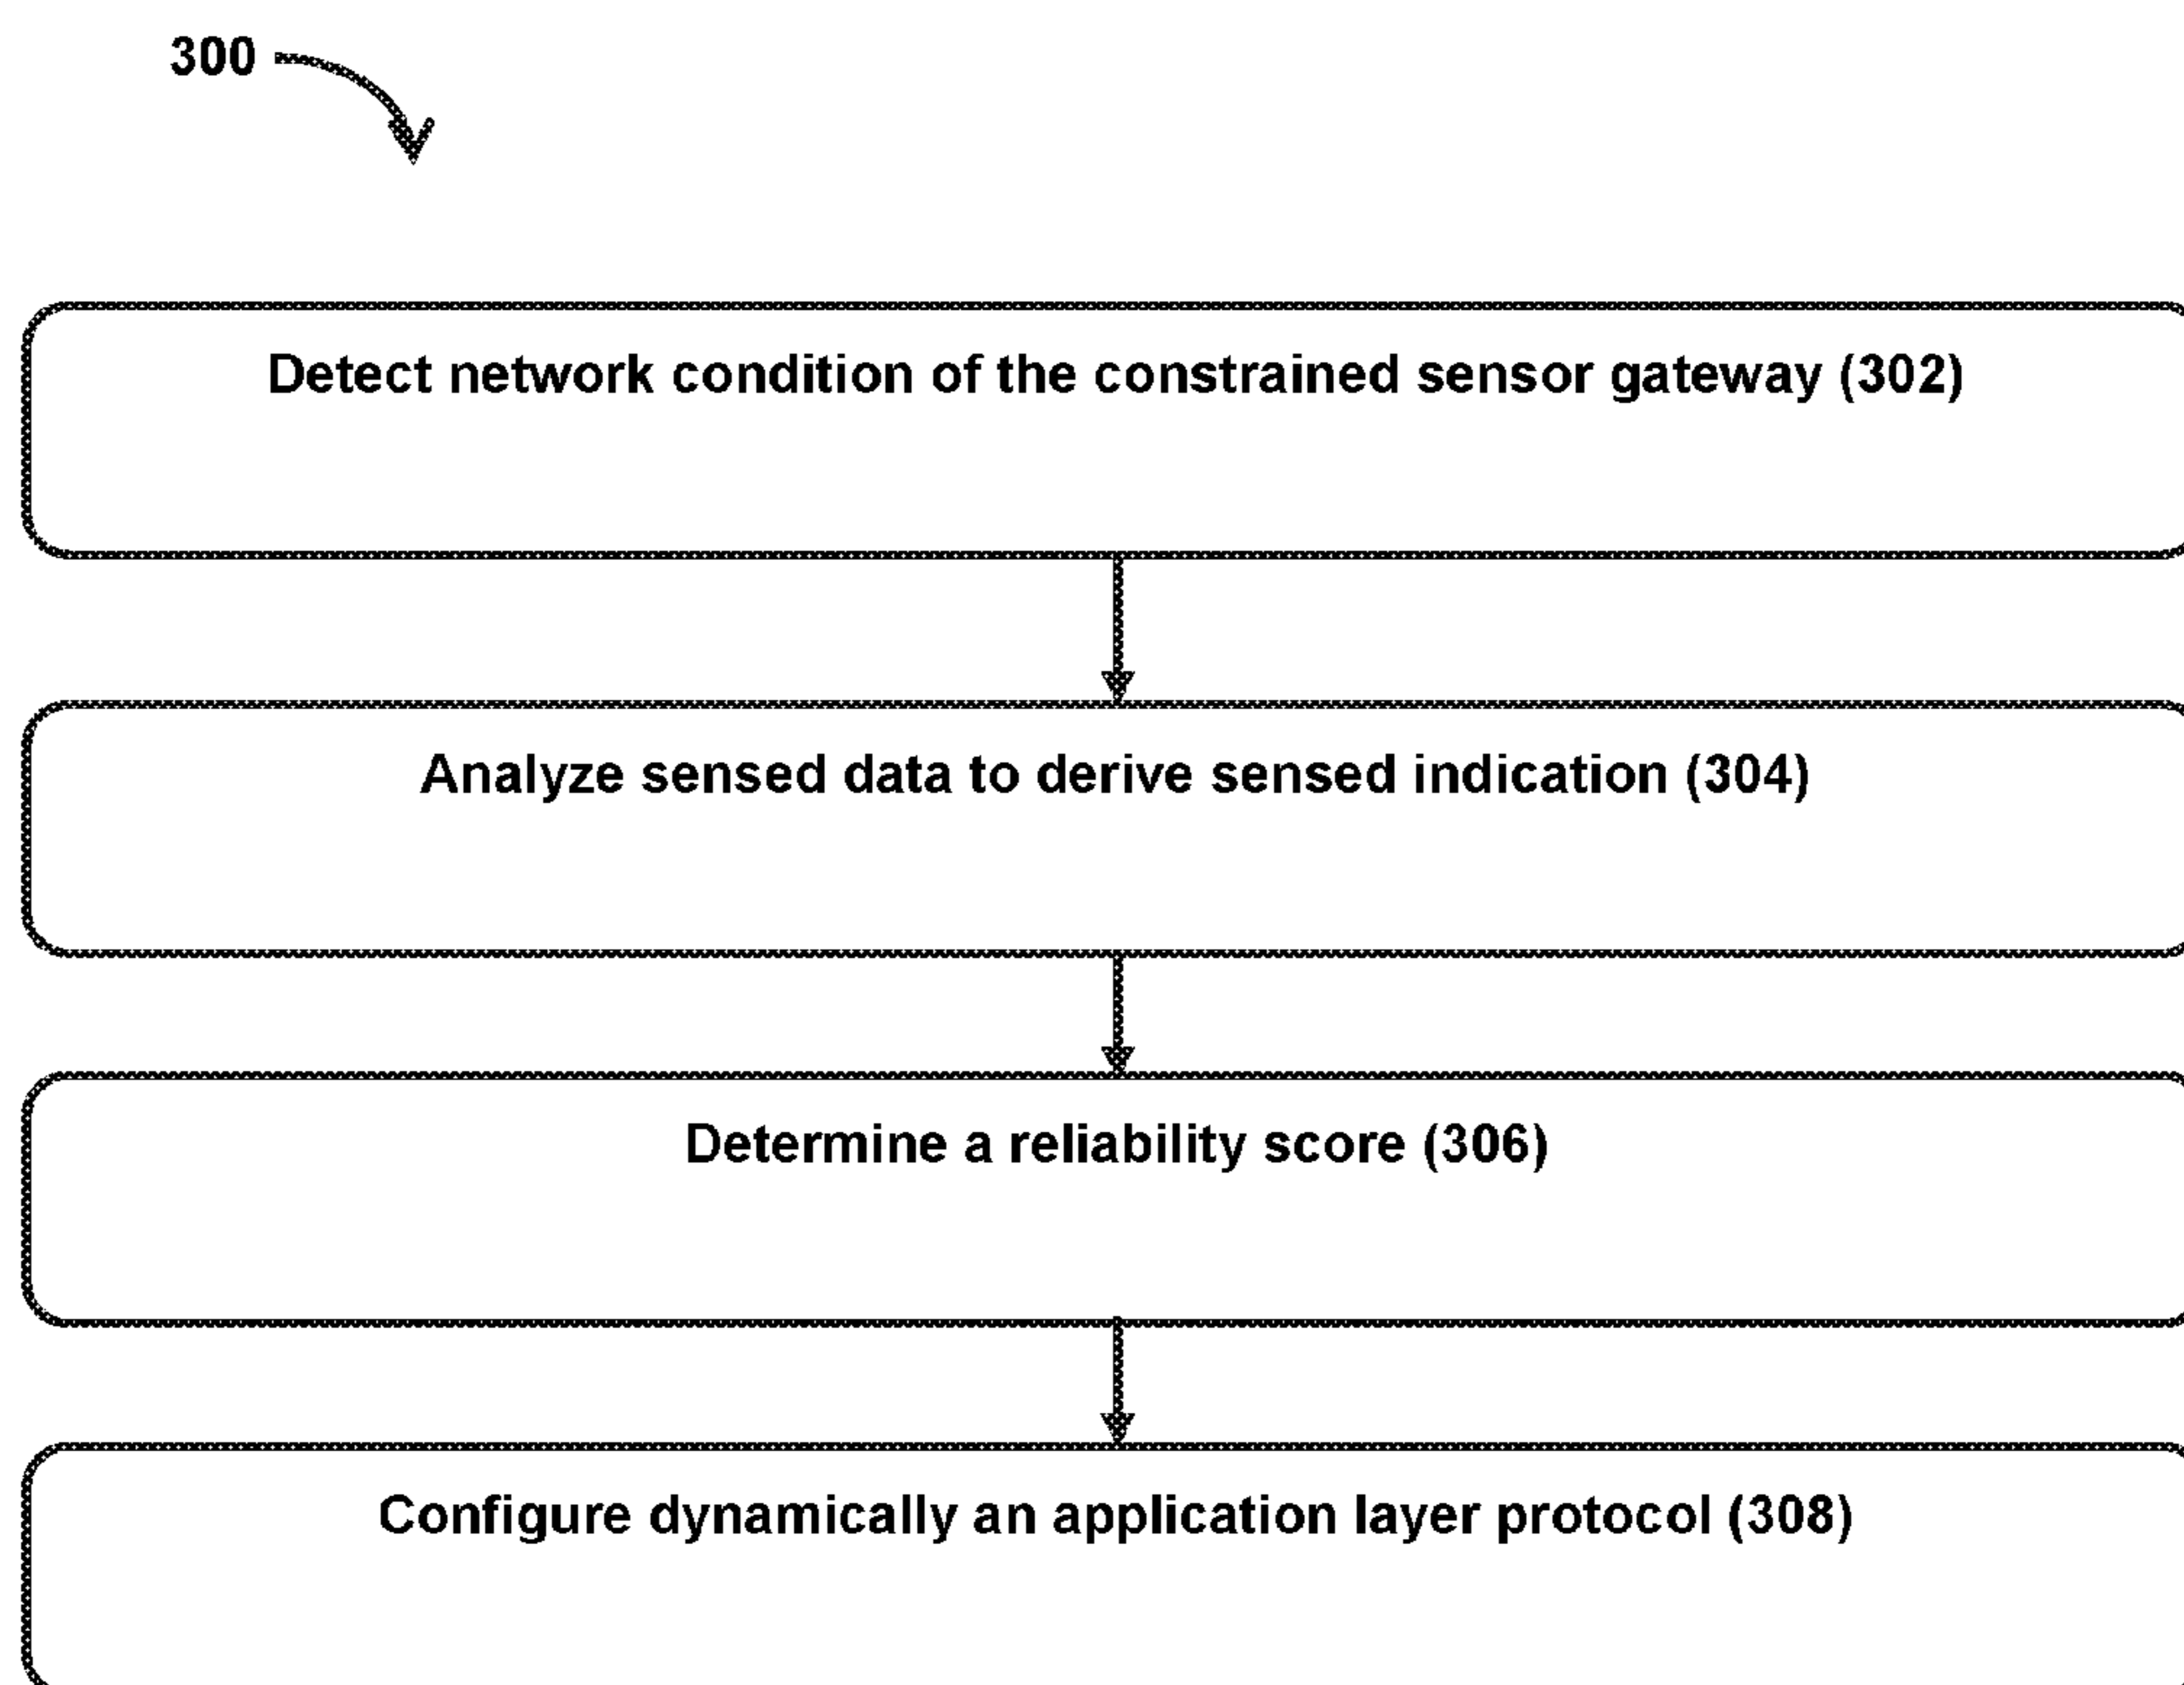 300
Detect network condition of the constrained sensor gateway (302)
Analyze sensed data to derive sensed indication (304)
Determine a reliability score (306)
Configure dynamically an application layer protocol (308)